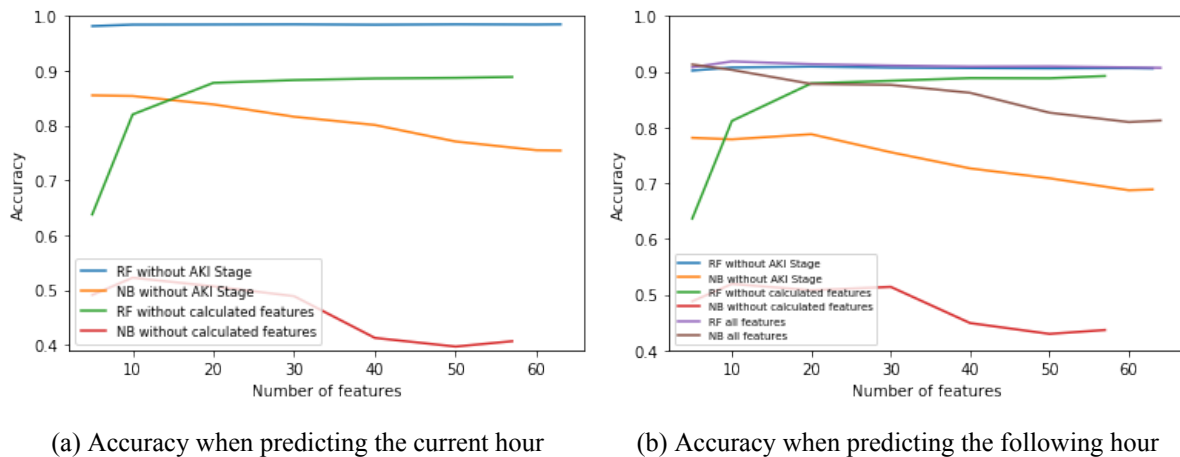 1.0
0.9
0.8
0.7
0.6
0.5
0.4
Accuracy
RF without AKI Stage
NB without AKI Stage
RF without calculated features
NB without calculated features
10 20 30 40 50 60
Number of features
(a) Accuracy when predicting the current hour
1.0
0.9
0.8
0.7
0.6
0.5
0.4
Accuracy
RF without AKI Stage
NB without AKI Stage
RF without calculated features
NB without calculated features
RF all features
NB all features
10 20 30 40 50 60
Number of features
(b) Accuracy when predicting the following hour